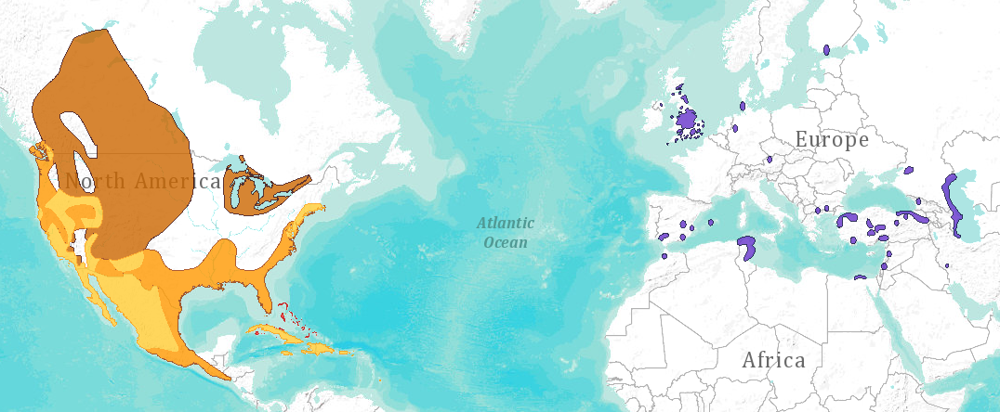 Europe
North America
Atlantic
Ocean
Africa